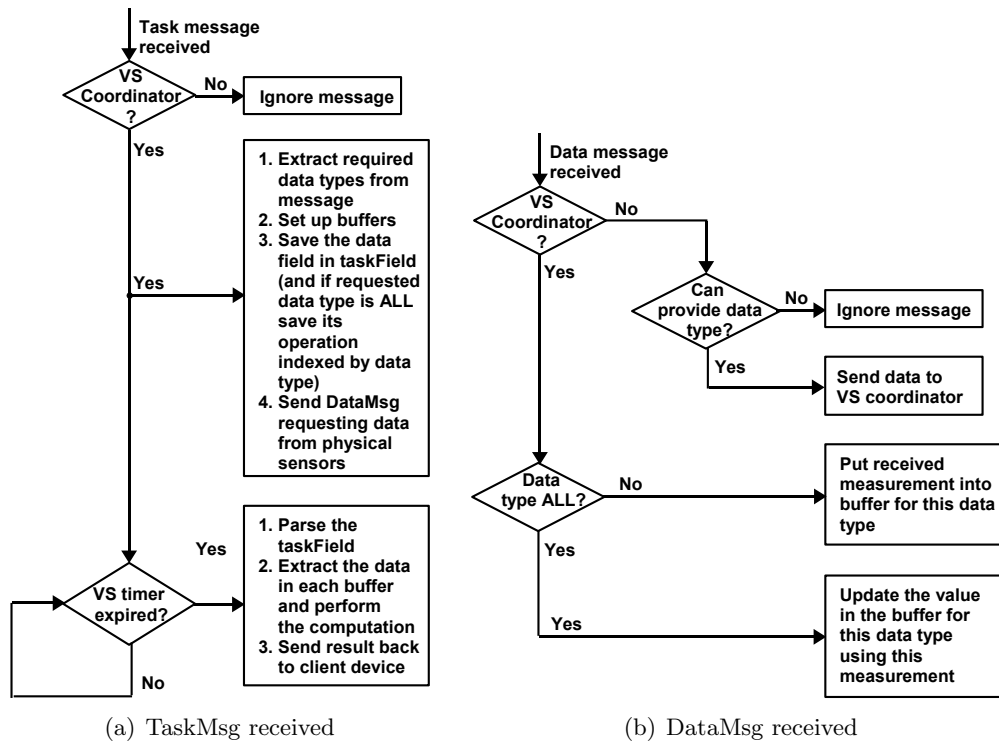 Task message
received
VS
Coordinator
?
No
Ignore message
Yes
1. Extract required
data types from
message
2. Set up buffers
3. Save the data
field in taskField
(and if requested
data type is ALL
save its
operation
indexed by data
type)
4. Send DataMsg
requesting data
from physical
sensors
Yes
VS timer
expired?
Yes
No
1. Parse the
taskField
2. Extract the data
in each buffer
and perform
the computation
3. Send result back
to client device
(a) TaskMsg received
Data message
received
VS
Coordinator
?
No
Yes
Can
provide data
type?
No
Ignore message
Yes
Send data to
VS coordinator
Data
type ALL?
No
Put received
measurement into
buffer for this data
type
Yes
Yes
Update the value
in the buffer for
this data type
using this
measurement
(b) DataMsg received